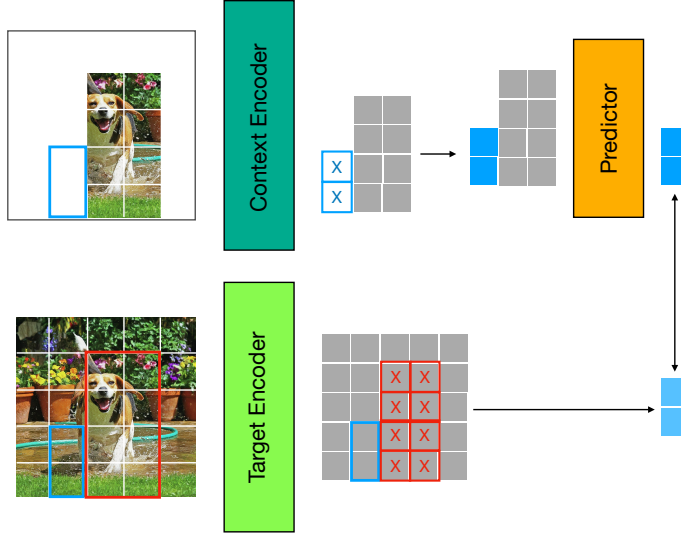 Context Encoder
X
X
Predictor
Target Encoder
X X
X X
X X
X X